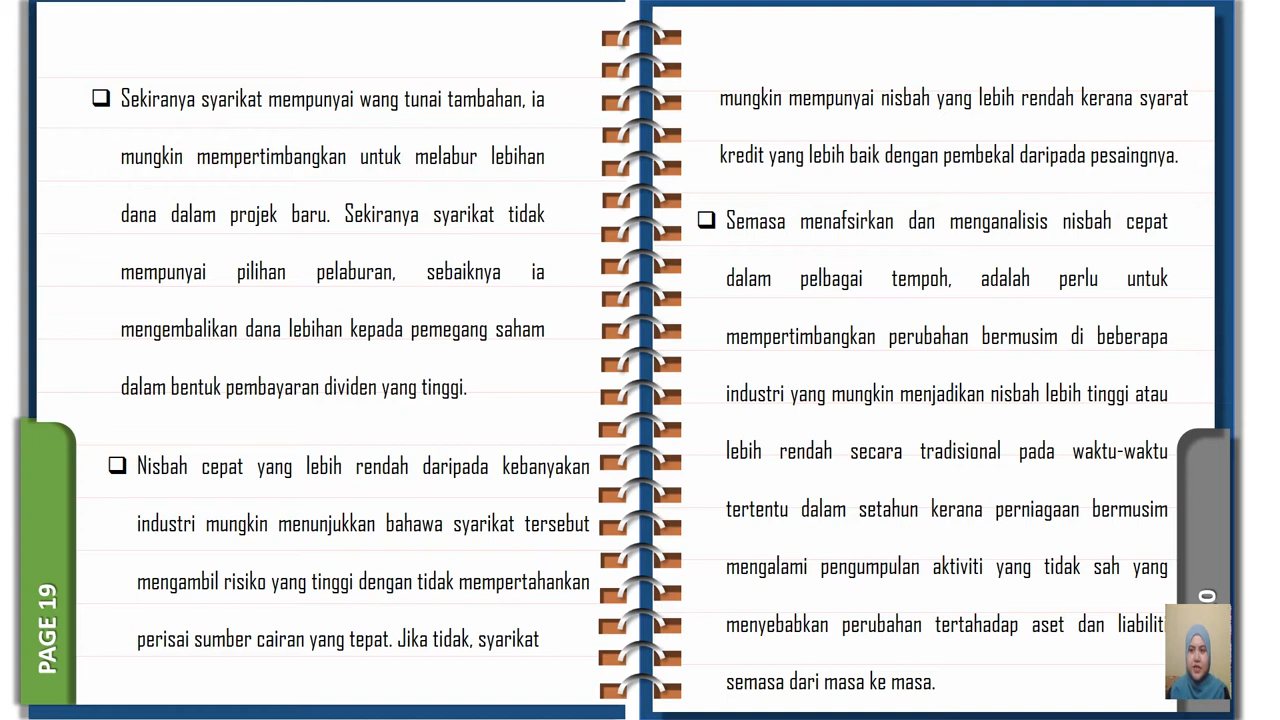 ❑ Sekiranya syarikat mempunyai wang tunai tambahan, ia
mungkin mempertimbangkan untuk melabur lebihan
dana dalam projek baru. Sekiranya syarikat tidak
mempunyai pilihan pelaburan, sebaiknya ia
mengembalikan dana lebihan kepada pemegang saham
dalam bentuk pembayaran dividen yang tinggi.
❑ Nisbah cepat yang lebih rendah daripada kebanyakan
industri mungkin menunjukkan bahawa syarikat tersebut
mengambil risiko yang tinggi dengan tidak mempertahankan
perisai sumber cairan yang tepat. Jika tidak, syarikat
PAGE 19
mungkin mempunyai nisbah yang lebih rendah kerana syarat
kredit yang lebih baik dengan pembekal daripada pesaingnya.
❑ Semasa menafsirkan dan menganalisis nisbah cepat
dalam pelbagai tempoh, adalah perlu untuk
mempertimbangkan perubahan bermusim di beberapa
industri yang mungkin menjadikan nisbah lebih tinggi atau
lebih rendah secara tradisional pada waktu-waktu
tertentu dalam setahun kerana perniagaan bermusim
mengalami pengumpulan aktiviti yang tidak sah yang
menyebabkan perubahan tertahadap aset dan liabiliti
semasa dari masa ke masa.